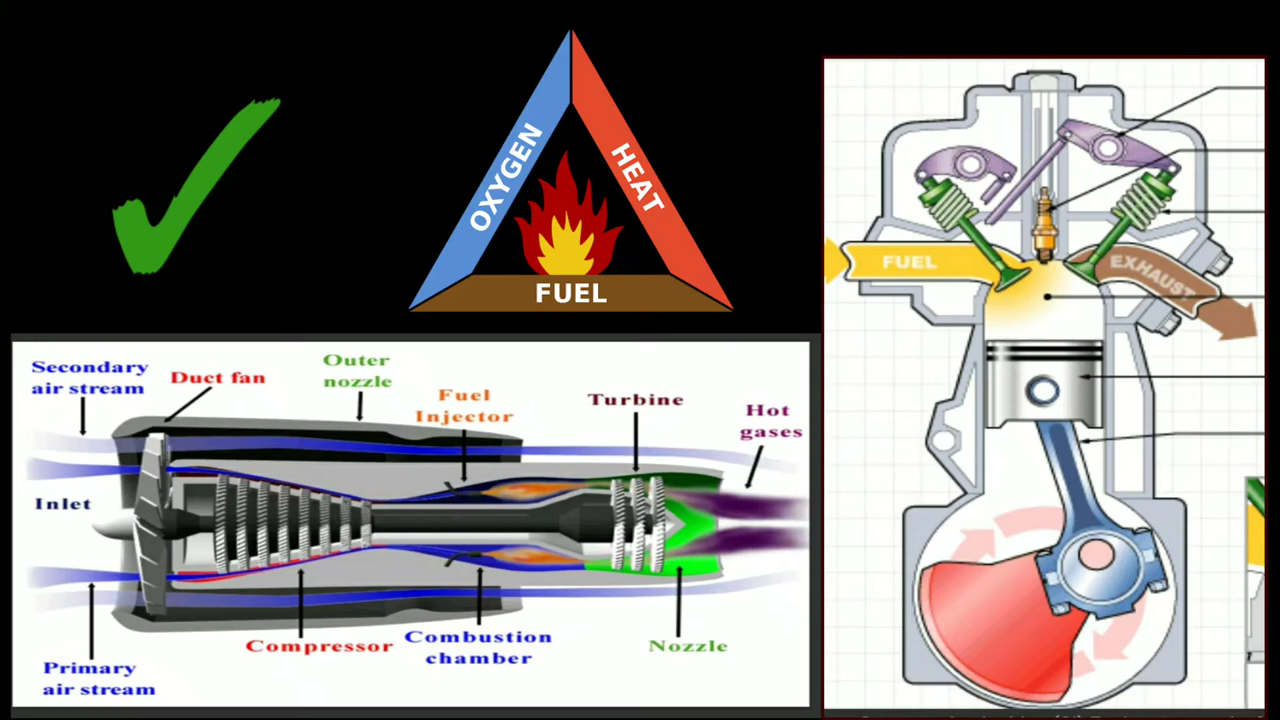 OXYGEN
HEAT
FUEL
Secondary
air stream
Duct fan
Outer
nozzle
Fuel
Injector
Turbine
Hot
gases
Inlet
Compressor
Combustion
chamber
Nozzle
Primary
air stream
FUEL
EXHAUST